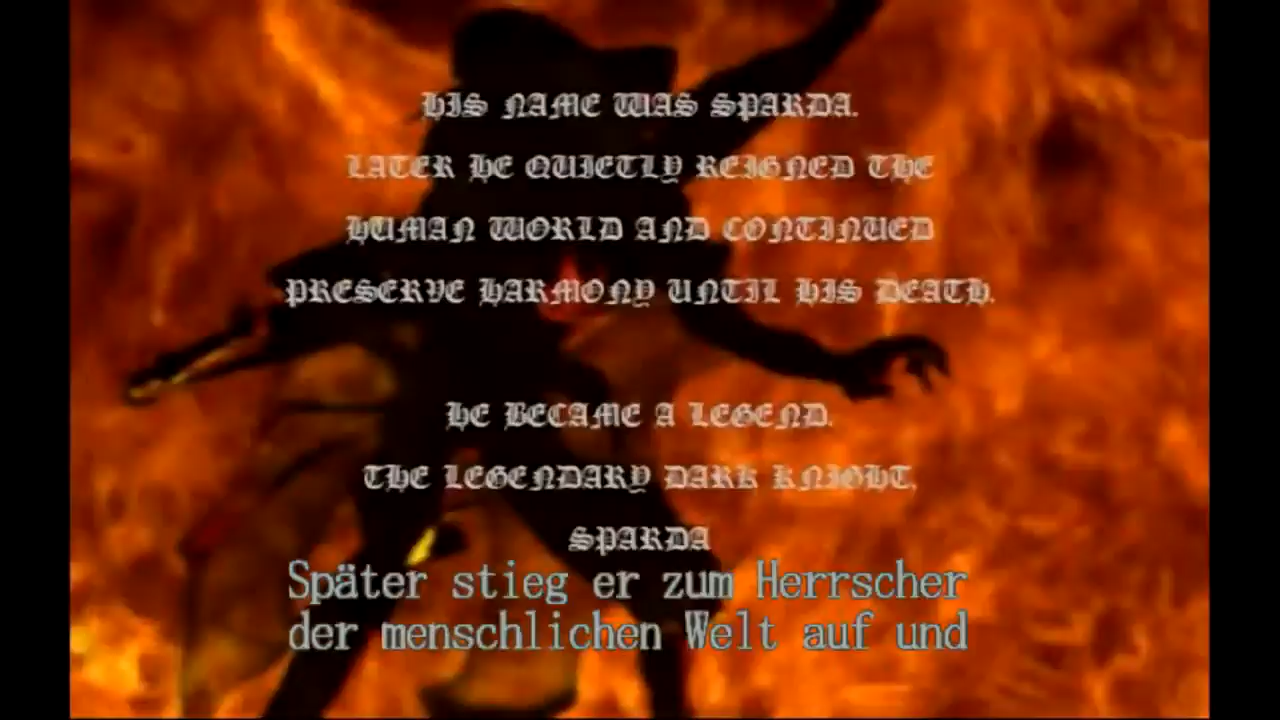 HIS NAME WAS SPARDA.
LATER HE QUIETLY REIGNED THE
HUMAN WORLD AND CONTINUED
PRESERVE HARMONY UNTIL HIS DEATH.
HE BECAME A LEGEND.
THE LEGENDARY DARK KNIGHT,
SPARDA
Später stieg er zum Herrscher
der menschlichen Welt auf und